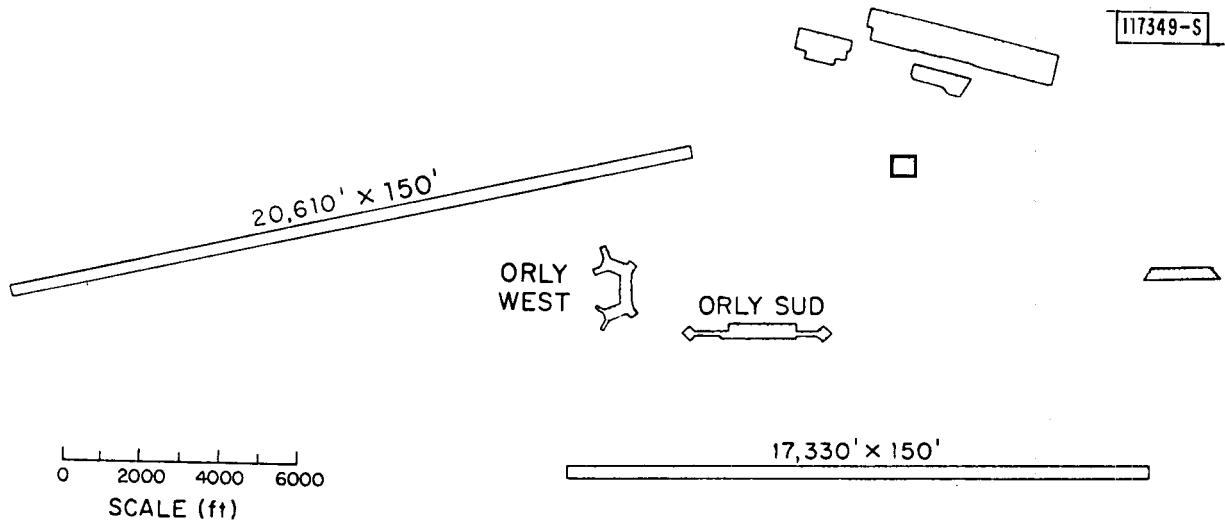 117349-S
20,610' × 150'
ORLY
WEST
ORLY SUD
17,330' × 150'
0 2000 4000 6000
SCALE (ft)